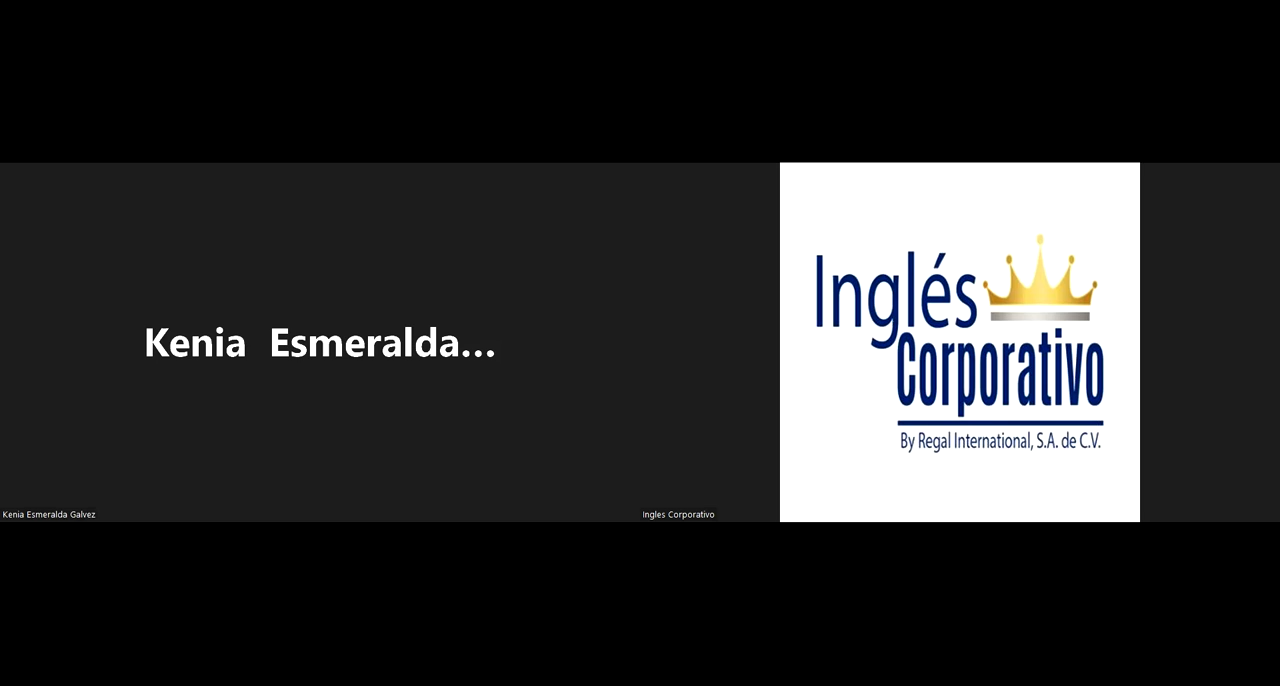 Kenia Esmeralda...
Kenia Esmeralda Galvez
Inglés
Corporativo
By Regal International, S.A. de C.V.
Ingles Corporativo